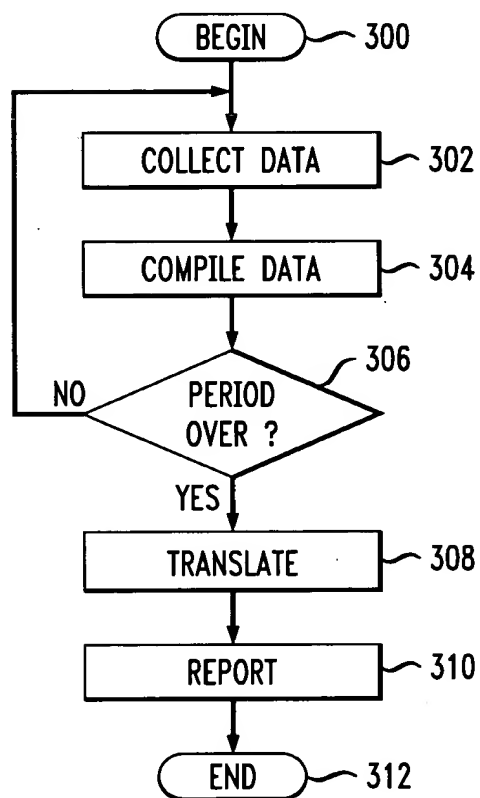 BEGIN 300
COLLECT DATA 302
COMPILE DATA 304
306
PERIOD
OVER ?
NO
YES
TRANSLATE 308
REPORT 310
END 312